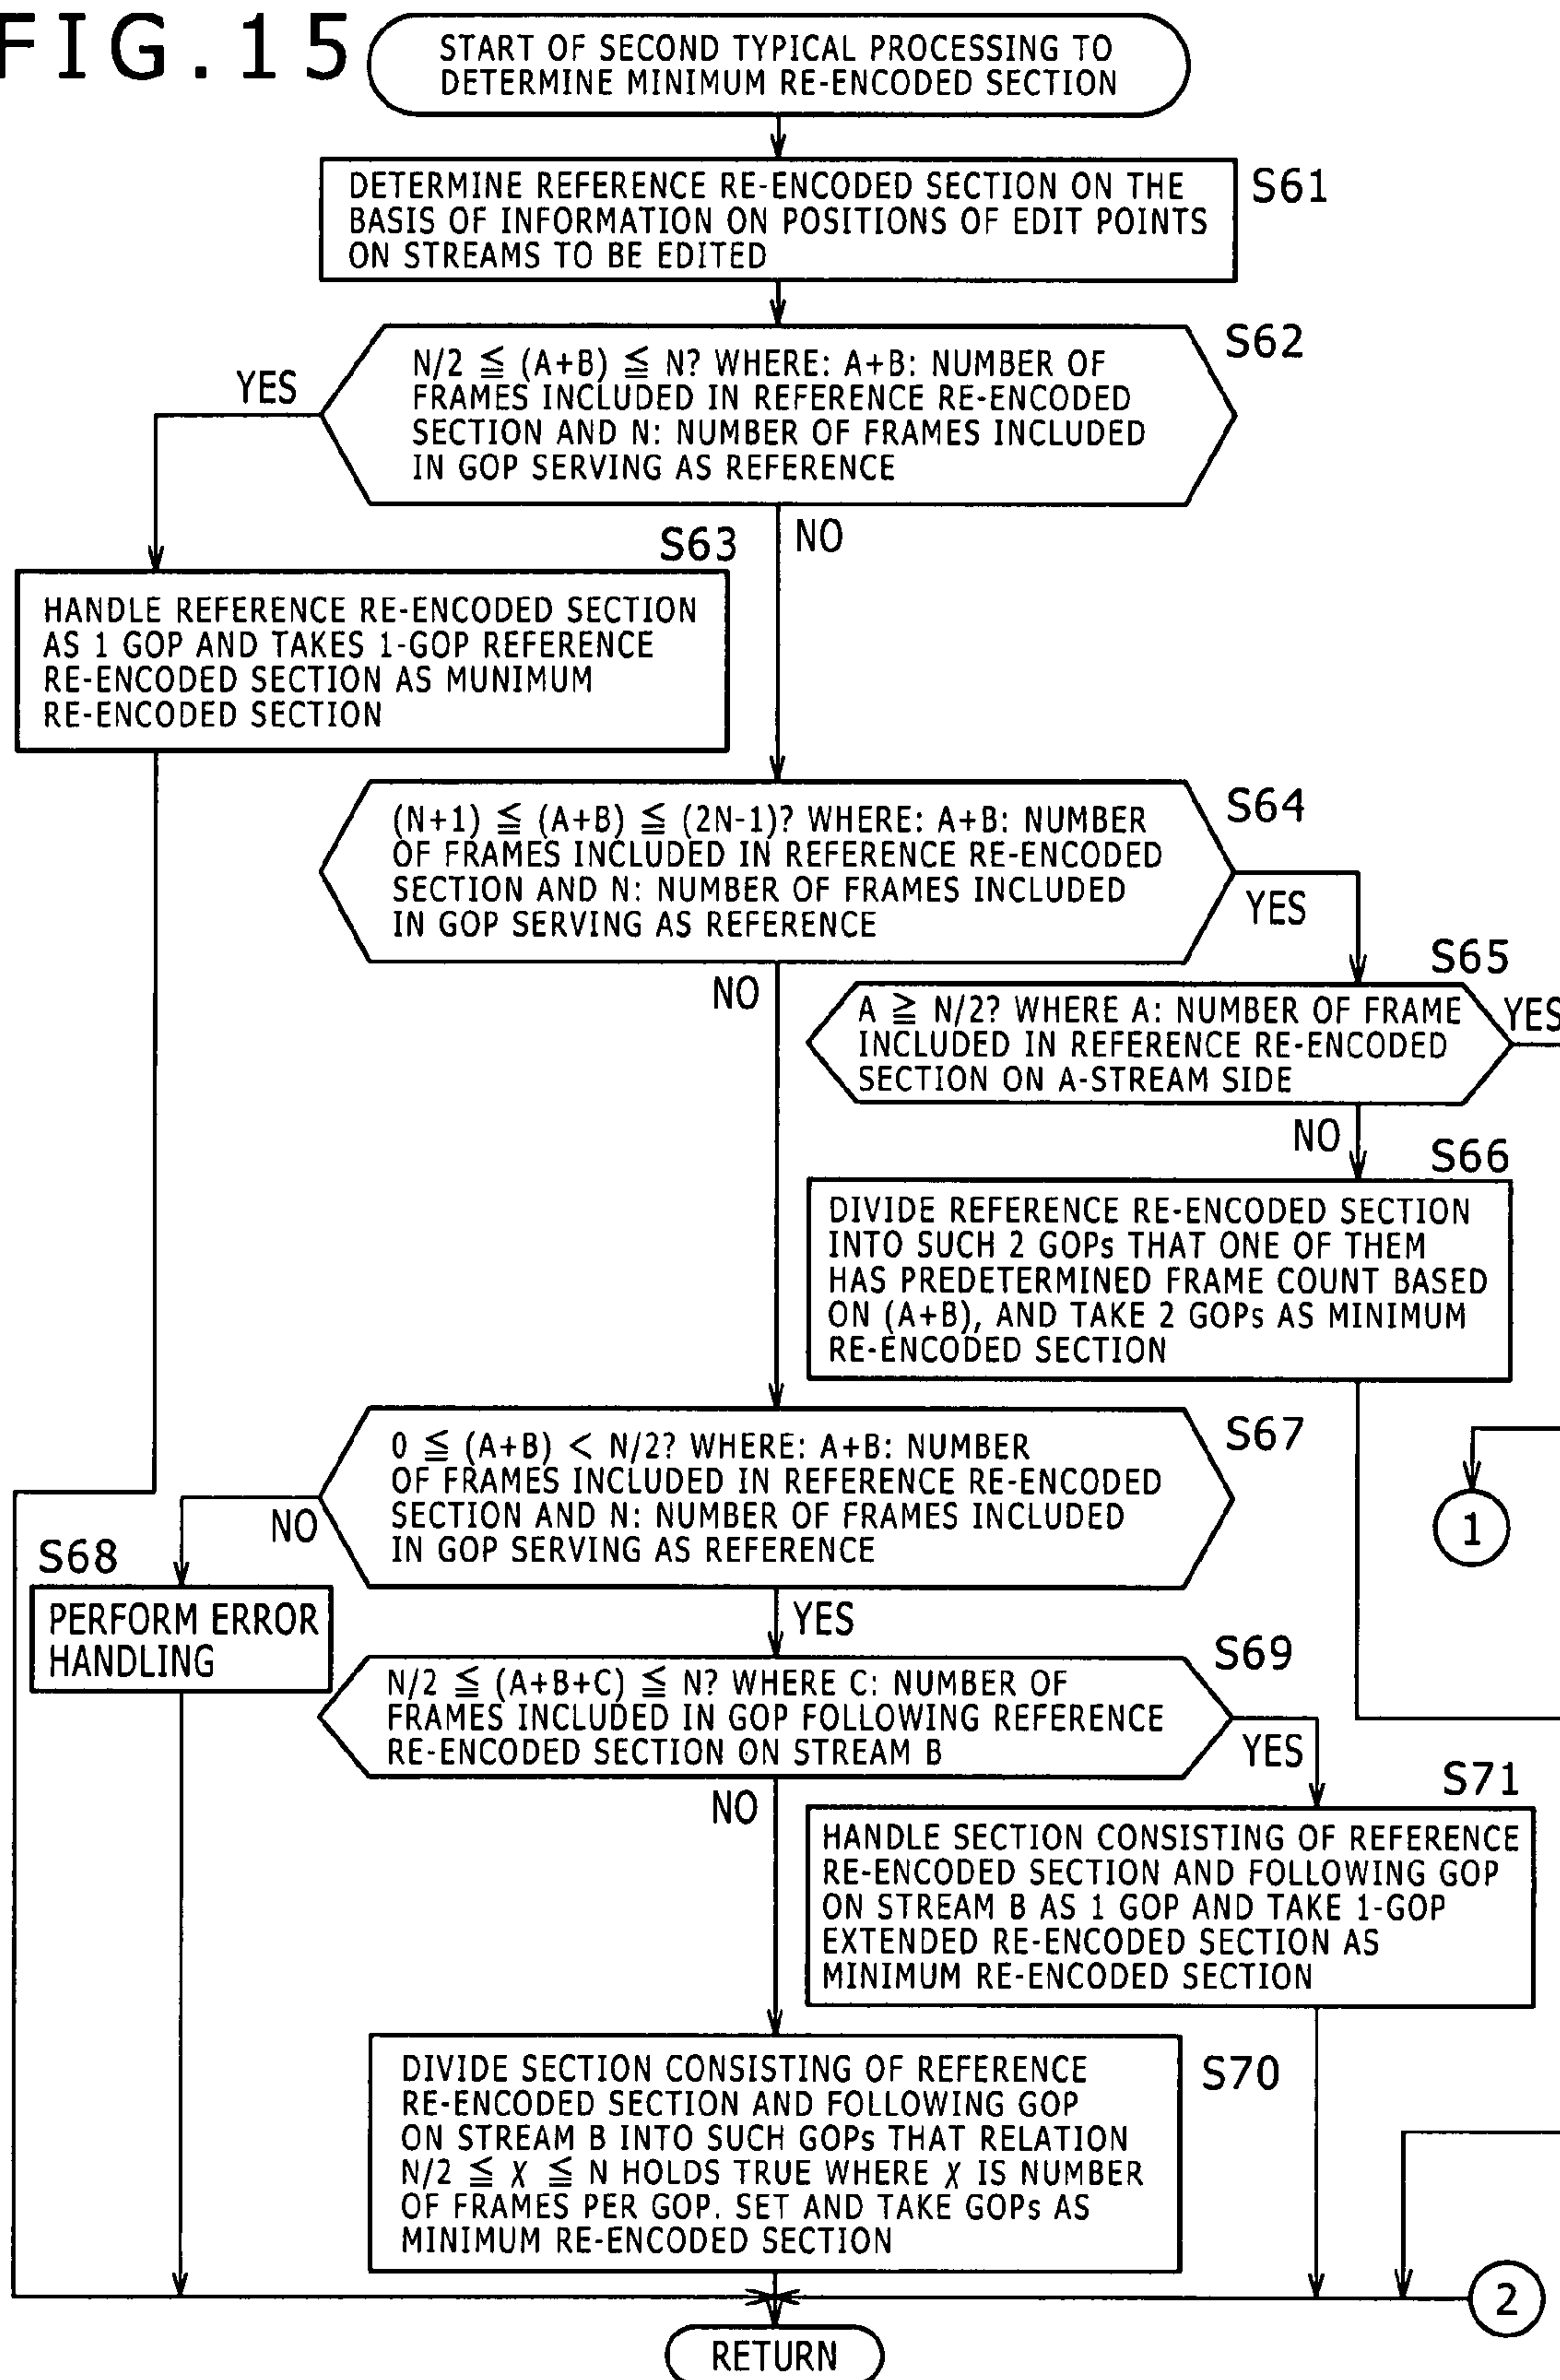 FIG.15
START OF SECOND TYPICAL PROCESSING TO
DETERMINE MINIMUM RE-ENCODED SECTION
DETERMINE REFERENCE RE-ENCODED SECTION ON THE
BASIS OF INFORMATION ON POSITIONS OF EDIT POINTS
ON STREAMS TO BE EDITED
S61
N/2 ≦ (A+B) ≦ N? WHERE: A+B: NUMBER OF
FRAMES INCLUDED IN REFERENCE RE-ENCODED
SECTION AND N: NUMBER OF FRAMES INCLUDED
IN GOP SERVING AS REFERENCE
S62
YES
NO
S63
HANDLE REFERENCE RE-ENCODED SECTION
AS 1 GOP AND TAKES 1-GOP REFERENCE
RE-ENCODED SECTION AS MUNIMUM
RE-ENCODED SECTION
(N+1) ≦ (A+B) ≦ (2N-1)? WHERE: A+B: NUMBER
OF FRAMES INCLUDED IN REFERENCE RE-ENCODED
SECTION AND N: NUMBER OF FRAMES INCLUDED
IN GOP SERVING AS REFERENCE
S64
YES
NO
S65
A ≧ N/2? WHERE A: NUMBER OF FRAME
INCLUDED IN REFERENCE RE-ENCODED
SECTION ON A-STREAM SIDE
YES
NO
S66
DIVIDE REFERENCE RE-ENCODED SECTION
INTO SUCH 2 GOPs THAT ONE OF THEM
HAS PREDETERMINED FRAME COUNT BASED
ON (A+B), AND TAKE 2 GOPs AS MINIMUM
RE-ENCODED SECTION
0 ≦ (A+B) < N/2? WHERE: A+B: NUMBER
OF FRAMES INCLUDED IN REFERENCE RE-ENCODED
SECTION AND N: NUMBER OF FRAMES INCLUDED
IN GOP SERVING AS REFERENCE
S67
1
NO
S68
PERFORM ERROR
HANDLING
YES
N/2 ≦ (A+B+C) ≦ N? WHERE C: NUMBER OF
FRAMES INCLUDED IN GOP FOLLOWING REFERENCE
RE-ENCODED SECTION ON STREAM B
S69
YES
NO
S71
HANDLE SECTION CONSISTING OF REFERENCE
RE-ENCODED SECTION AND FOLLOWING GOP
ON STREAM B AS 1 GOP AND TAKE 1-GOP
EXTENDED RE-ENCODED SECTION AS
MINIMUM RE-ENCODED SECTION
DIVIDE SECTION CONSISTING OF REFERENCE
RE-ENCODED SECTION AND FOLLOWING GOP
ON STREAM B INTO SUCH GOPs THAT RELATION
N/2 ≦ χ ≦ N HOLDS TRUE WHERE χ IS NUMBER
OF FRAMES PER GOP. SET AND TAKE GOPs AS
MINIMUM RE-ENCODED SECTION
S70
2
RETURN